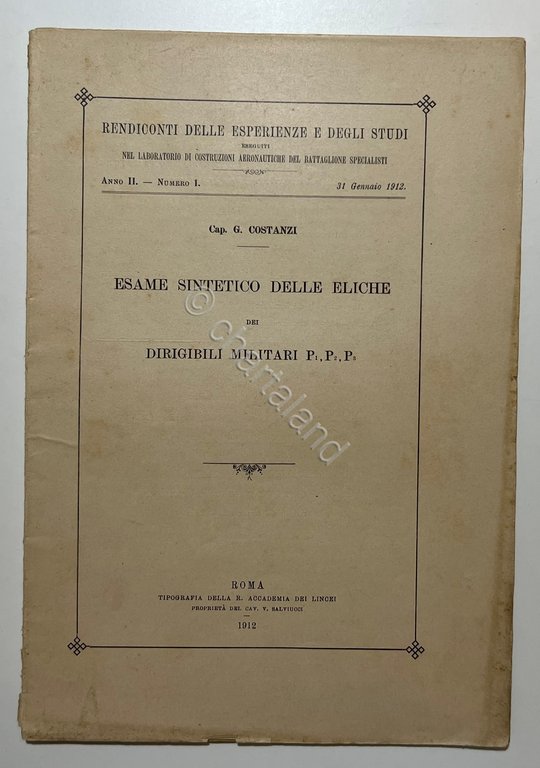 RENDICONTI DELLE ESPERIENZE E DEGLI STUDI
ESEGUITI
NEL LABORATORIO DI COSTRUZIONI AERONAUTICHE DEL BATTAGLIONE SPECIALISTI
ANNO II. — NUMERO 1.
31 Gennaio 1912.
Cap. G. COSTANZI
ESAME SINTETICO DELLE ELICHE
DEI
DIRIGIBILI MILITARI P1, P2, P3
© chartaland
ROMA
TIPOGRAFIA DELLA R. ACCADEMIA DEI LINCEI
PROPRIETÀ DEL CAV. V. SALVIUCCI
1912